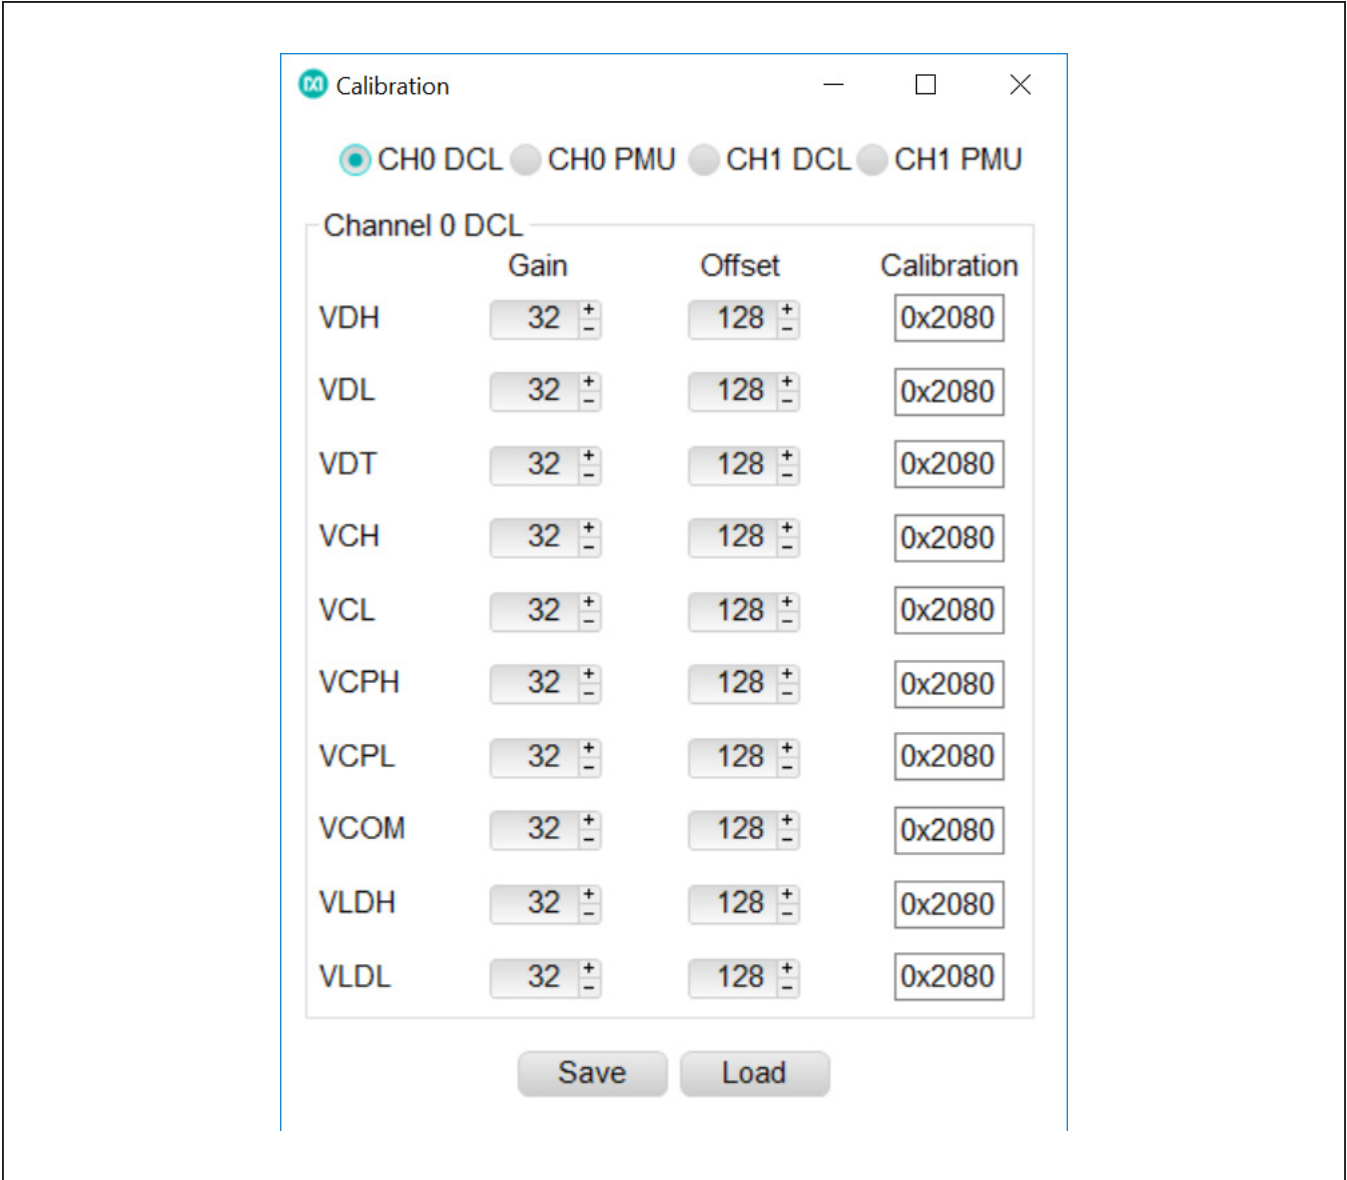 Calibration
CH0 DCL CH0 PMU CH1 DCL CH1 PMU
Channel 0 DCL
Gain Offset Calibration
VDH 32 + - 128 + - 0x2080
VDL 32 + - 128 + - 0x2080
VDT 32 + - 128 + - 0x2080
VCH 32 + - 128 + - 0x2080
VCL 32 + - 128 + - 0x2080
VCPH 32 + - 128 + - 0x2080
VCPL 32 + - 128 + - 0x2080
VCOM 32 + - 128 + - 0x2080
VLDH 32 + - 128 + - 0x2080
VLDL 32 + - 128 + - 0x2080
Save Load